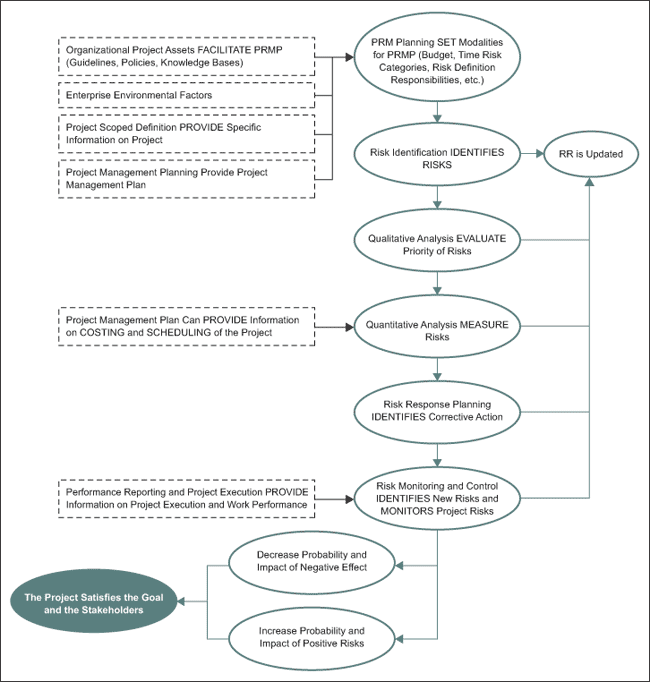 Organizational Project Assets FACILITATE PRMP
(Guidelines, Policies, Knowledge Bases)
Enterprise Environmental Factors
Project Scoped Definition PROVIDE Specific
Information on Project
Project Management Planning Provide Project
Management Plan
PRM Planning SET Modalities
for PRMP (Budget, Time Risk
Categories, Risk Definition
Responsibilities, etc.)
Risk Identification IDENTIFIES
RISKS
RR is Updated
Qualitative Analysis EVALUATE
Priority of Risks
Project Management Plan Can PROVIDE Information
on COSTING and SCHEDULING of the Project
Quantitative Analysis MEASURE
Risks
Risk Response Planning
IDENTIFIES Corrective Action
Performance Reporting and Project Execution PROVIDE
Information on Project Execution and Work Performance
Risk Monitoring and Control
IDENTIFIES New Risks and
MONITORS Project Risks
Decrease Probability and
Impact of Negative Effect
The Project Satisfies the Goal
and the Stakeholders
Increase Probability and
Impact of Positive Risks